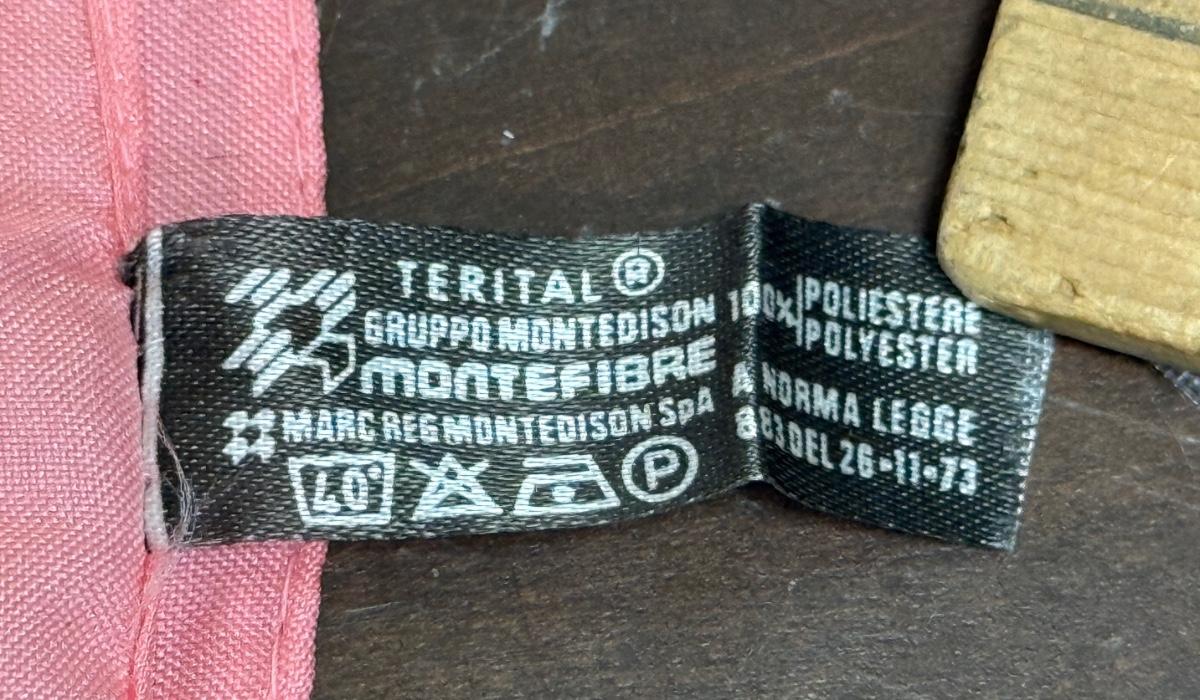 TERITAL ®
GRUPPO MONTEDISON
MONTEFIBRE
MARC REG MONTEDISON SpA
40°
P
100% POLIESTERE
POLYESTER
A NORMA LEGGE
883 DEL 26-11-73